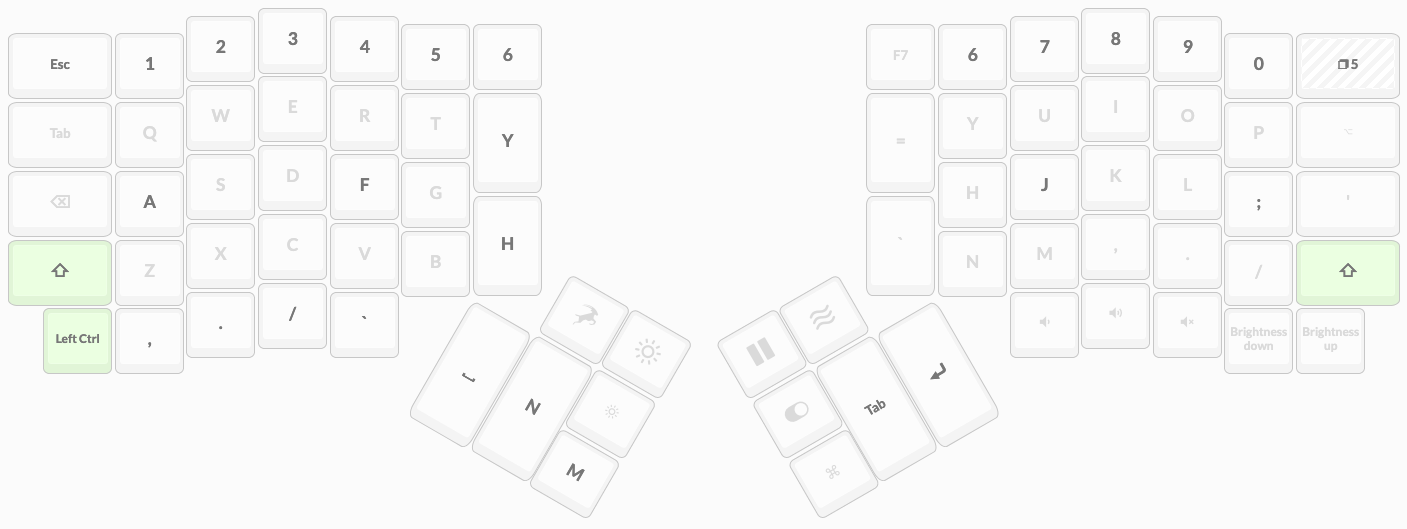 Esc 1 2 3 4 5 6
Tab Q W E R T Y
A S D F G H
Z X C V B
Left Ctrl , . / `
N
M
F7 6 7 8 9 0 5
= Y U I O P
H J K L ; '
` N M , . /
Brightness down
Brightness up
Tab